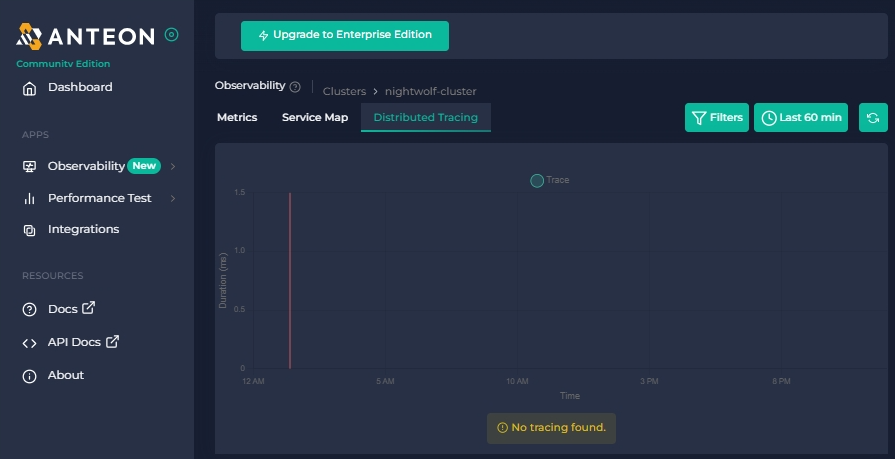 ANTEON
Community Edition
Dashboard
APPS
Observability New
Performance Test
Integrations
RESOURCES
Docs
API Docs
About
Upgrade to Enterprise Edition
Observability
Clusters > nightwolf-cluster
Metrics Service Map Distributed Tracing
Filters Last 60 min
Trace
1.5
1.0
0.5
0
Duration (ms)
12 AM 5 AM 10 AM 3 PM 8 PM
Time
No tracing found.